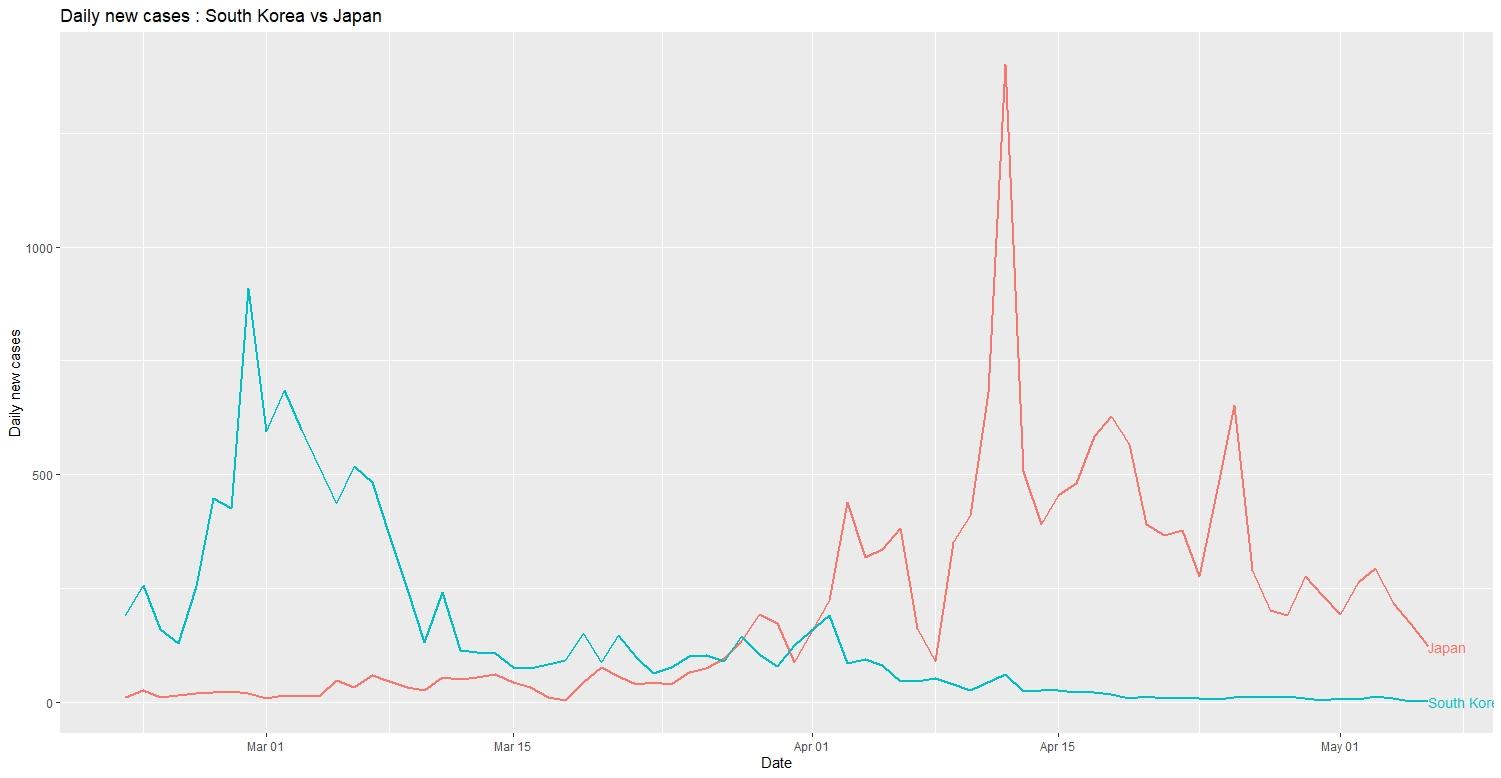 Daily new cases : South Korea vs Japan
1000
500
0
Daily new cases
Japan
South Kore
Mar 01
Mar 15
Apr 01
Apr 15
May 01
Date